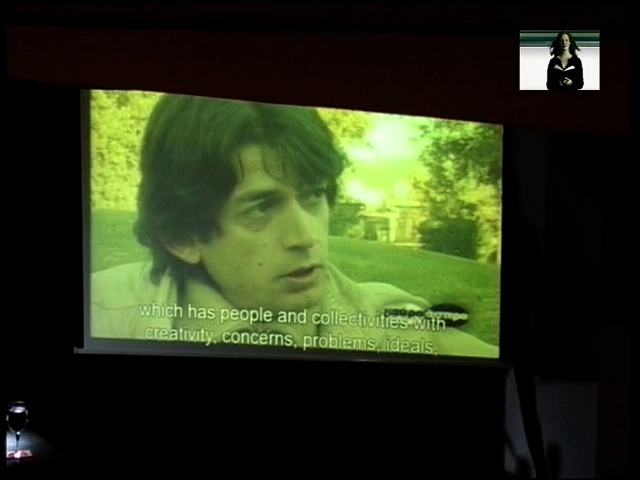 which has people and collectivities with
creativity, concerns, problems, ideals,